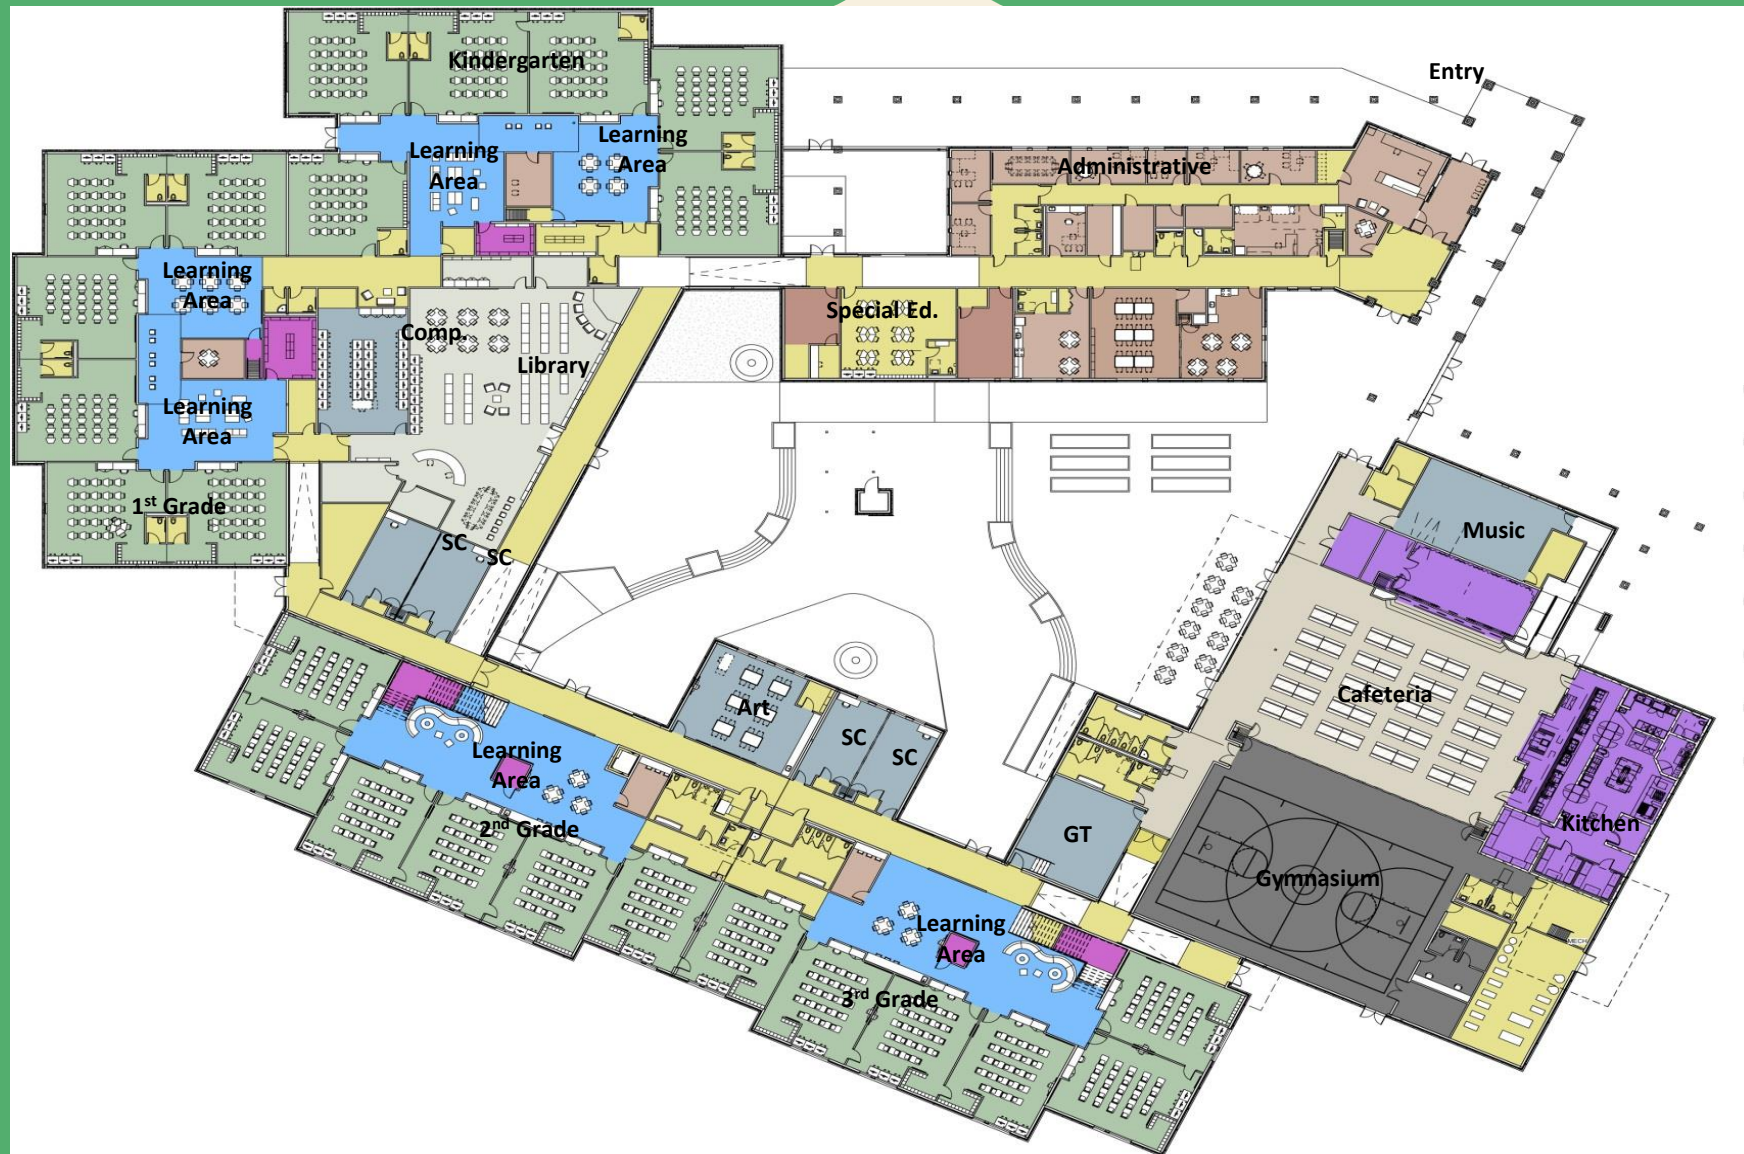 Kindergarten
Entry
Learning
Area
Learning
Area
Administrative
Learning
Area
Special Ed.
Comp.
Library
Learning
Area
1st Grade
SC
SC
Music
Cafeteria
Art
SC
SC
Learning
Area
2nd Grade
GT
Kitchen
Gymnasium
Learning
Area
MECH
3rd Grade